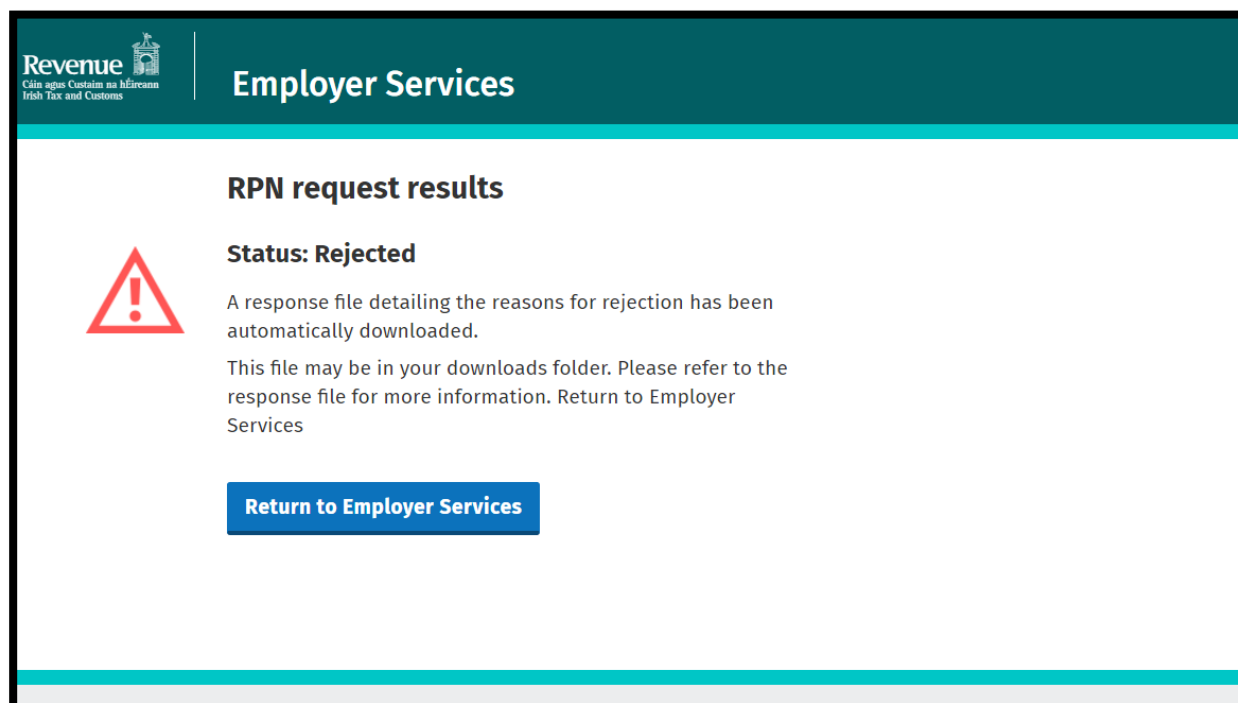 Revenue
Cáin agus Custaim na hÉireann
Irish Tax and Customs
Employer Services
RPN request results
Status: Rejected
A response file detailing the reasons for rejection has been
automatically downloaded.
This file may be in your downloads folder. Please refer to the
response file for more information. Return to Employer
Services
Return to Employer Services